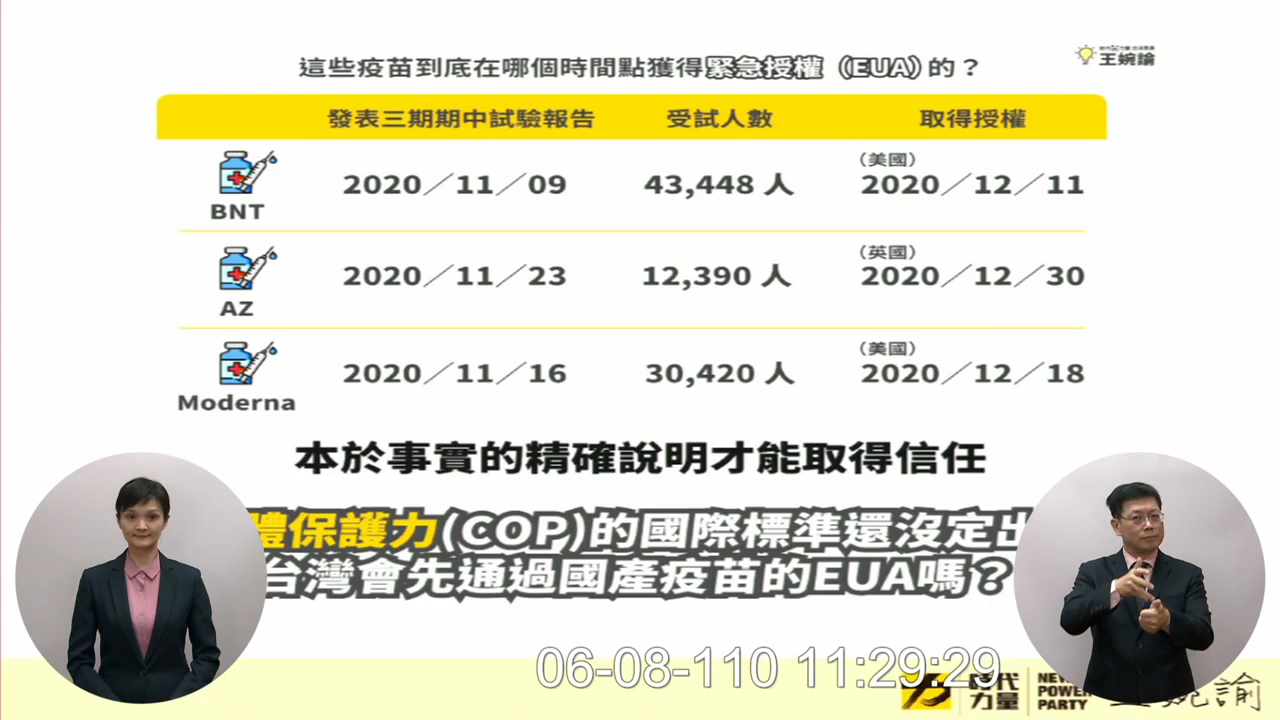 這些疫苗到底在哪個時間點獲得緊急授權（EUA）的？
王婉諭
發表三期期中試驗報告 受試人數 取得授權
BNT 2020／11／09 43,448 人 （美國） 2020／12／11
AZ 2020／11／23 12,390 人 （英國） 2020／12／30
Moderna 2020／11／16 30,420 人 （美國） 2020／12／18
本於事實的精確說明才能取得信任
體保護力(COP)的國際標準還沒定出
台灣會先通過國產疫苗的EUA嗎？
06-08-110 11:29:29
時代力量
NEW POWER PARTY